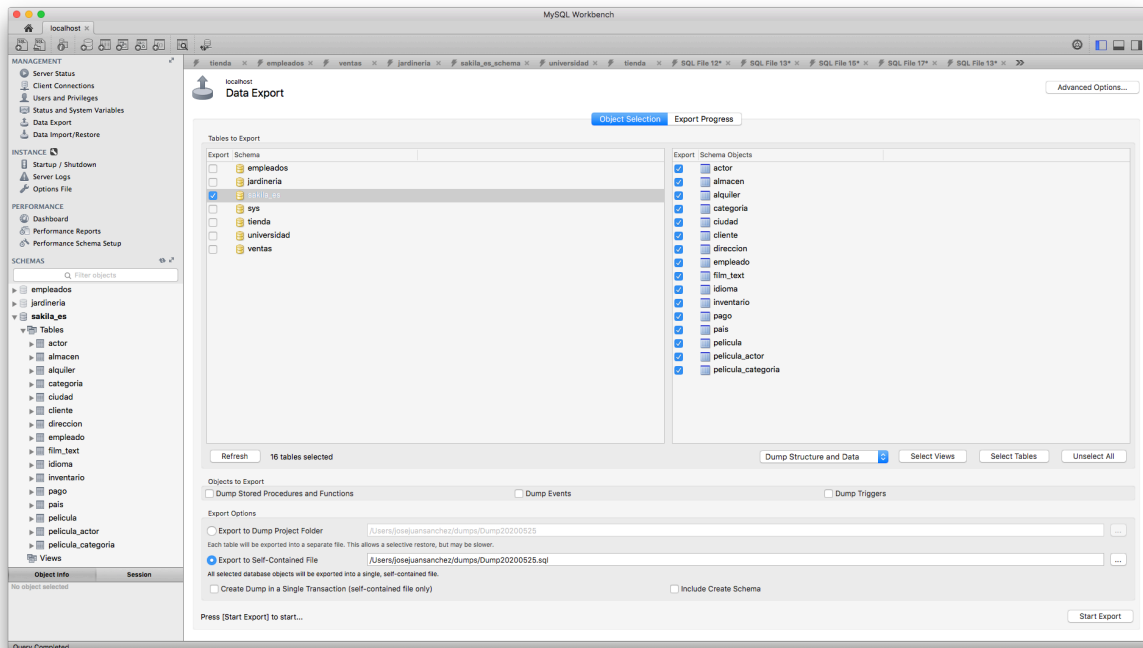 MySQL Workbench
localhost ×
MANAGEMENT
Server Status
Client Connections
Users and Privileges
Status and System Variables
Data Export
Data Import/Restore
INSTANCE
Startup / Shutdown
Server Logs
Options File
PERFORMANCE
Dashboard
Performance Reports
Performance Schema Setup
SCHEMAS
Filter objects
empleados
jardineria
sakila_es
Tables
actor
almacen
alquiler
categoria
ciudad
cliente
direccion
empleado
film_text
idioma
inventario
pago
pais
pelicula
pelicula_actor
pelicula_categoria
Views
Object Info Session
No object selected
Query Completed
tienda × empleados × ventas × jardineria × sakila_es_schema × universidad × tienda × SQL File 12* × SQL File 13* × SQL File 15* × SQL File 17* × SQL File 13* ×
localhost
Data Export
Advanced Options...
Object Selection Export Progress
Tables to Export
Export Schema
empleados
jardineria
sakila_es
sys
tienda
universidad
ventas
Export Schema Objects
actor
almacen
alquiler
categoria
ciudad
cliente
direccion
empleado
film_text
idioma
inventario
pago
pais
pelicula
pelicula_actor
pelicula_categoria
Refresh 16 tables selected Dump Structure and Data Select Views Select Tables Unselect All
Objects to Export
Dump Stored Procedures and Functions Dump Events Dump Triggers
Export Options
Export to Dump Project Folder /Users/josejuansanchez/dumps/Dump20200525 ...
Each table will be exported into a separate file. This allows a selective restore, but may be slower.
Export to Self-Contained File /Users/josejuansanchez/dumps/Dump20200525.sql ...
All selected database objects will be exported into a single, self-contained file.
Create Dump in a Single Transaction (self-contained file only) Include Create Schema
Press [Start Export] to start... Start Export